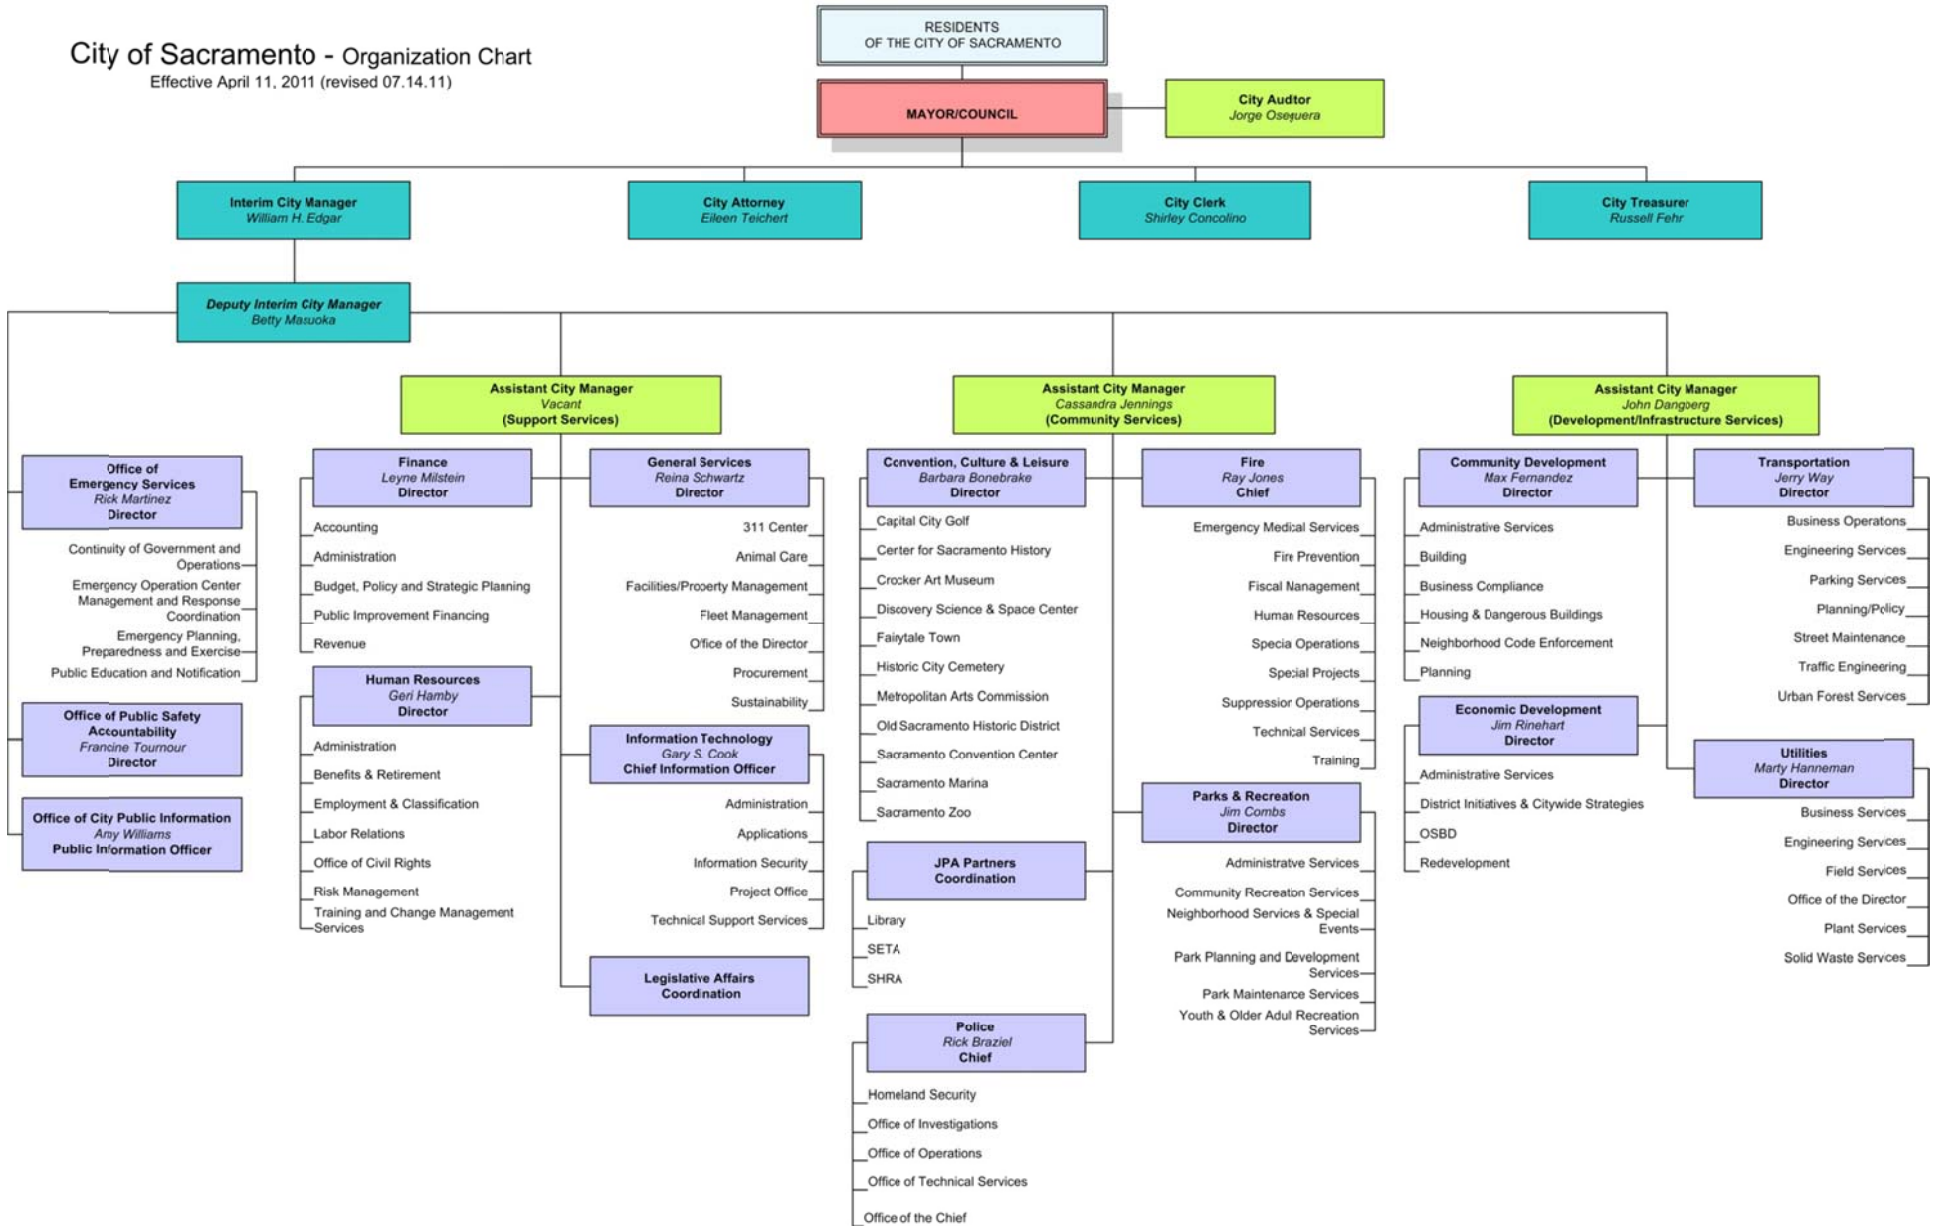 City of Sacramento - Organization Chart
Effective April 11, 2011 (revised 07.14.11)
RESIDENTS
OF THE CITY OF SACRAMENTO
MAYOR/COUNCIL
City Audtor
Jorge Osequera
Interim City Manager
William H. Edgar
City Attorney
Eileen Teichert
City Clerk
Shirley Concolino
City Treasurer
Russell Fehr
Deputy Interim City Manager
Betty Masuoka
Assistant City Manager
Vacant
(Support Services)
Assistant City Manager
Cassandra Jennings
(Community Services)
Assistant City Manager
John Dangberg
(Development/Infrastructure Services)
Office of
Emergency Services
Rick Martinez
Director
Continuity of Government and
Operations
Emergency Operation Center
Management and Response
Coordination
Emergency Planning,
Preparedness and Exercise
Public Education and Notification
Office of Public Safety
Accountability
Francine Tournour
Director
Office of City Public Information
Amy Williams
Public Information Officer
Finance
Leyne Milstein
Director
Accounting
Administration
Budget, Policy and Strategic Planning
Public Improvement Financing
Revenue
Human Resources
Geri Hamby
Director
Administration
Benefits & Retirement
Employment & Classification
Labor Relations
Office of Civil Rights
Risk Management
Training and Change Management
Services
General Services
Reina Schwartz
Director
311 Center
Animal Care
Facilities/Property Management
Fleet Management
Office of the Director
Procurement
Sustainability
Information Technology
Gary S. Cook
Chief Information Officer
Administration
Applications
Information Security
Project Office
Technical Support Services
Legislative Affairs
Coordination
Convention, Culture & Leisure
Barbara Bonebrake
Director
Capital City Golf
Center for Sacramento History
Crocker Art Museum
Discovery Science & Space Center
Fairytale Town
Historic City Cemetery
Metropolitan Arts Commission
Old Sacramento Historic District
Sacramento Convention Center
Sacramento Marina
Sacramento Zoo
JPA Partners
Coordination
Library
SETA
SHRA
Police
Rick Braziel
Chief
Homeland Security
Office of Investigations
Office of Operations
Office of Technical Services
Office of the Chief
Fire
Ray Jones
Chief
Emergency Medical Services
Fire Prevention
Fiscal Management
Human Resources
Specia Operations
Special Projects
Suppression Operations
Technical Services
Training
Parks & Recreation
Jim Combs
Director
Administratve Services
Community Recreaton Services
Neighborhood Services & Special
Events
Park Planning and Development
Services
Park Maintenance Services
Youth & Older Adul Recreation
Services
Community Development
Max Fernandez
Director
Administrative Services
Building
Business Compliance
Housing & Dangerous Buildings
Neighborhood Code Enforcement
Planning
Economic Development
Jim Rinehart
Director
Administrative Services
District Initiatives & Citywide Strategies
OSBD
Redevelopment
Transportation
Jerry Way
Director
Business Operatons
Engineering Services
Parking Services
Planning/Policy
Street Maintenance
Traffic Engineering
Urban Forest Services
Utilities
Marty Hanneman
Director
Business Services
Engineering Services
Field Services
Office of the Director
Plant Services
Solid Waste Services